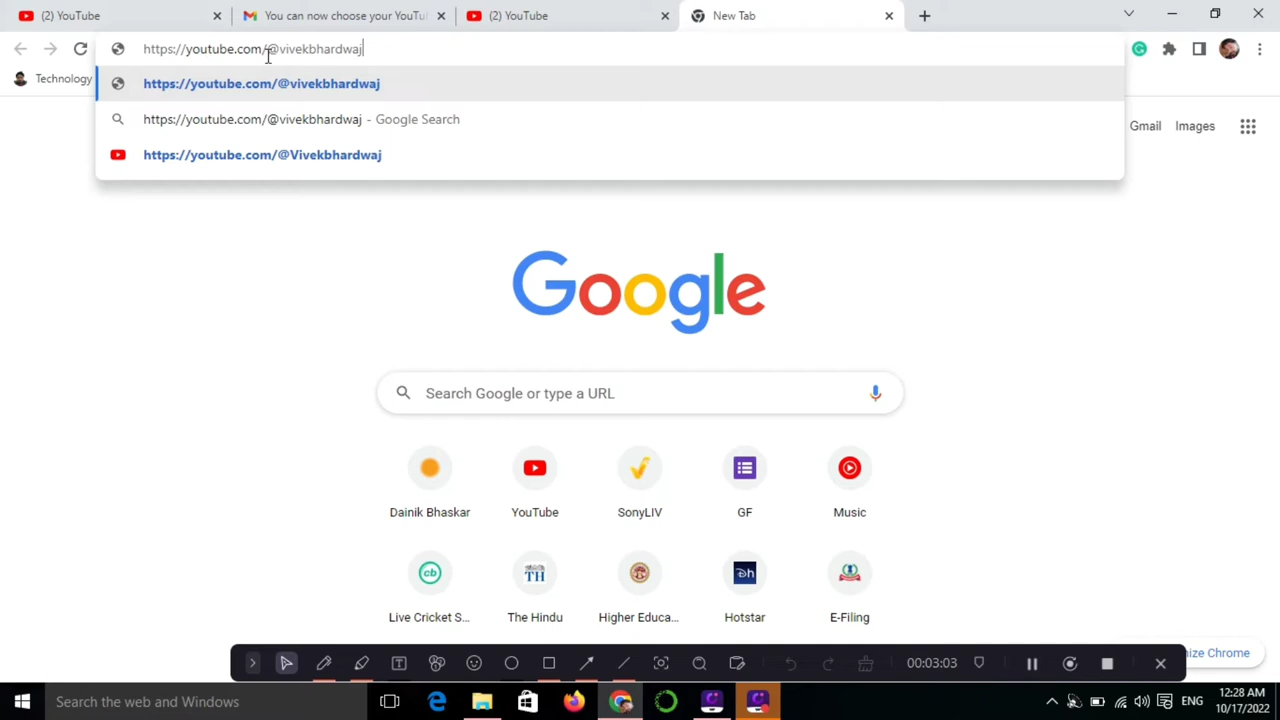 (2) YouTube
You can now choose your YouTu
(2) YouTube
New Tab
https://youtube.com/@vivekbhardwaj
Technology
https://youtube.com/@vivekbhardwaj
https://youtube.com/@vivekbhardwaj - Google Search
https://youtube.com/@Vivekbhardwaj
Gmail Images
Google
Search Google or type a URL
Dainik Bhaskar
YouTube
SonyLIV
GF
Music
cb
TH
Dh
Live Cricket S...
The Hindu
Higher Educa...
Hotstar
E-Filing
ize Chrome
00:03:03
Search the web and Windows
ENG
12:28 AM
10/17/2022